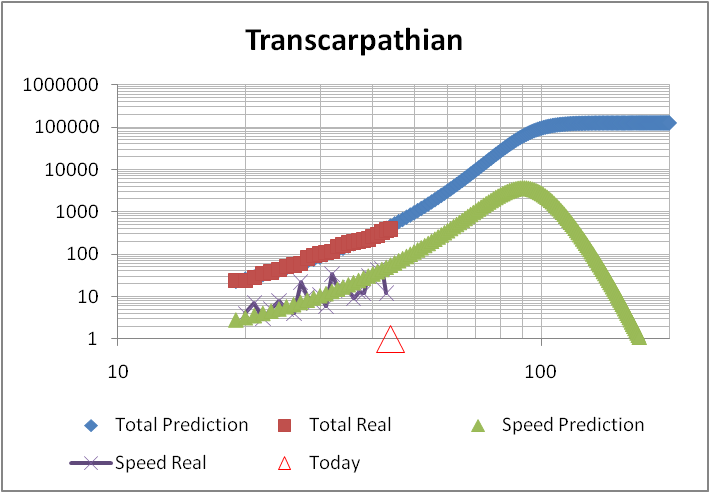 Transcarpathian
1000000
100000
10000
1000
100
10
1
10 100
Total Prediction Total Real Speed Prediction
Speed Real Today